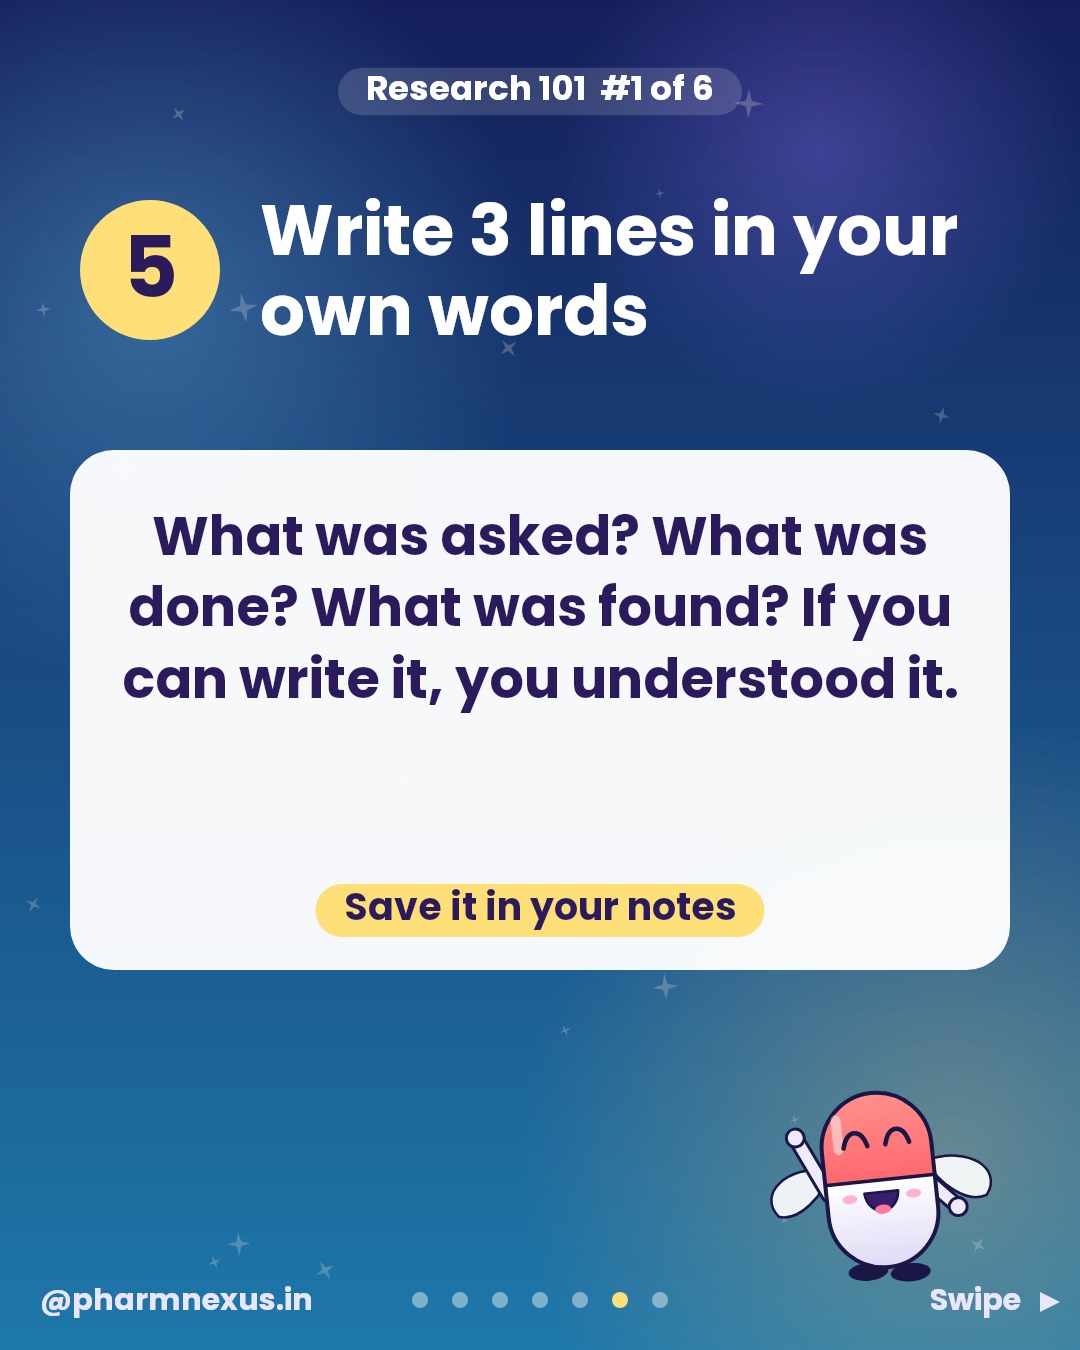 Research 101 #1 of 6
5
Write 3 lines in your
own words
What was asked? What was
done? What was found? If you
can write it, you understood it.
Save it in your notes
@pharmnexus.in
Swipe ▶